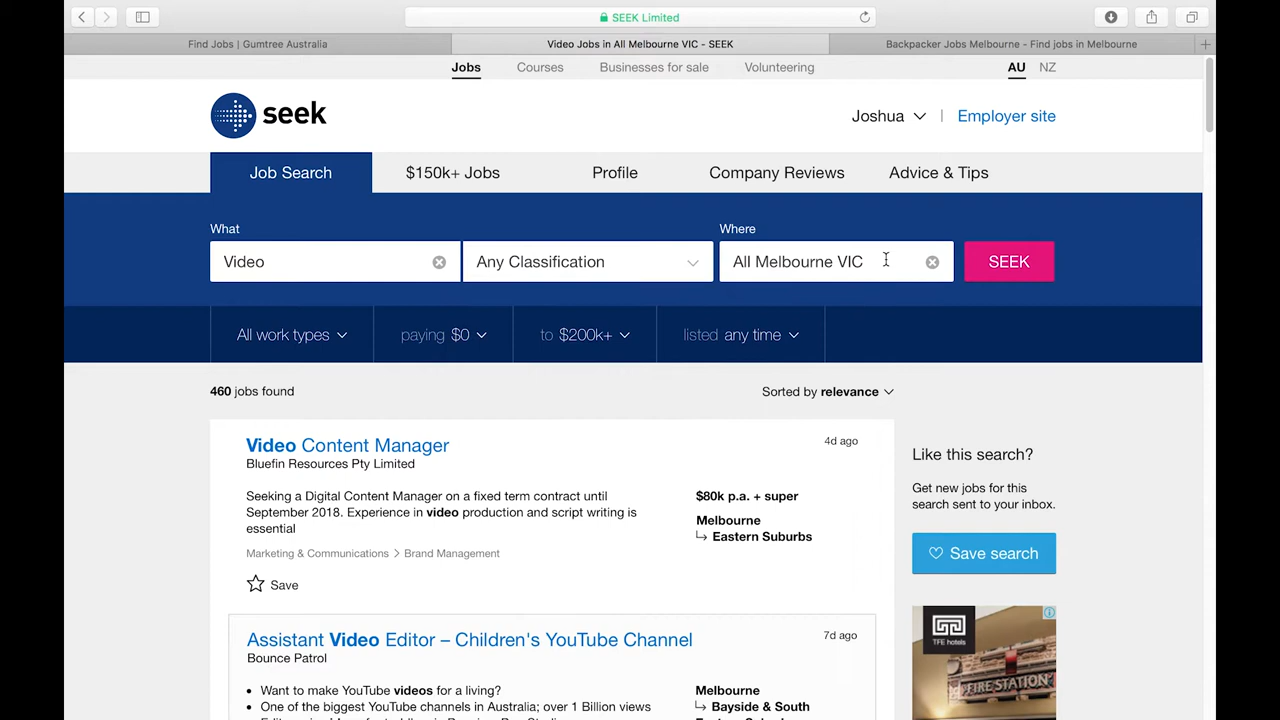 SEEK Limited
Find Jobs | Gumtree Australia
Video Jobs in All Melbourne VIC - SEEK
Backpacker Jobs Melbourne - Find jobs in Melbourne
Jobs
Courses
Businesses for sale
Volunteering
AU
NZ
seek
Joshua
Employer site
Job Search
$150k+ Jobs
Profile
Company Reviews
Advice & Tips
What
Where
Video
Any Classification
All Melbourne VIC
SEEK
All work types
paying $0
to $200k+
listed any time
460 jobs found
Sorted by relevance
Video Content Manager
4d ago
Bluefin Resources Pty Limited
Seeking a Digital Content Manager on a fixed term contract until
September 2018. Experience in video production and script writing is
essential
$80k p.a. + super
Melbourne
Eastern Suburbs
Marketing & Communications > Brand Management
Save
Like this search?
Get new jobs for this
search sent to your inbox.
Save search
TFE hotels
FIRE STATION
Assistant Video Editor – Children's YouTube Channel
7d ago
Bounce Patrol
• Want to make YouTube videos for a living?
• One of the biggest YouTube channels in Australia; over 1 Billion views
Melbourne
Bayside & South